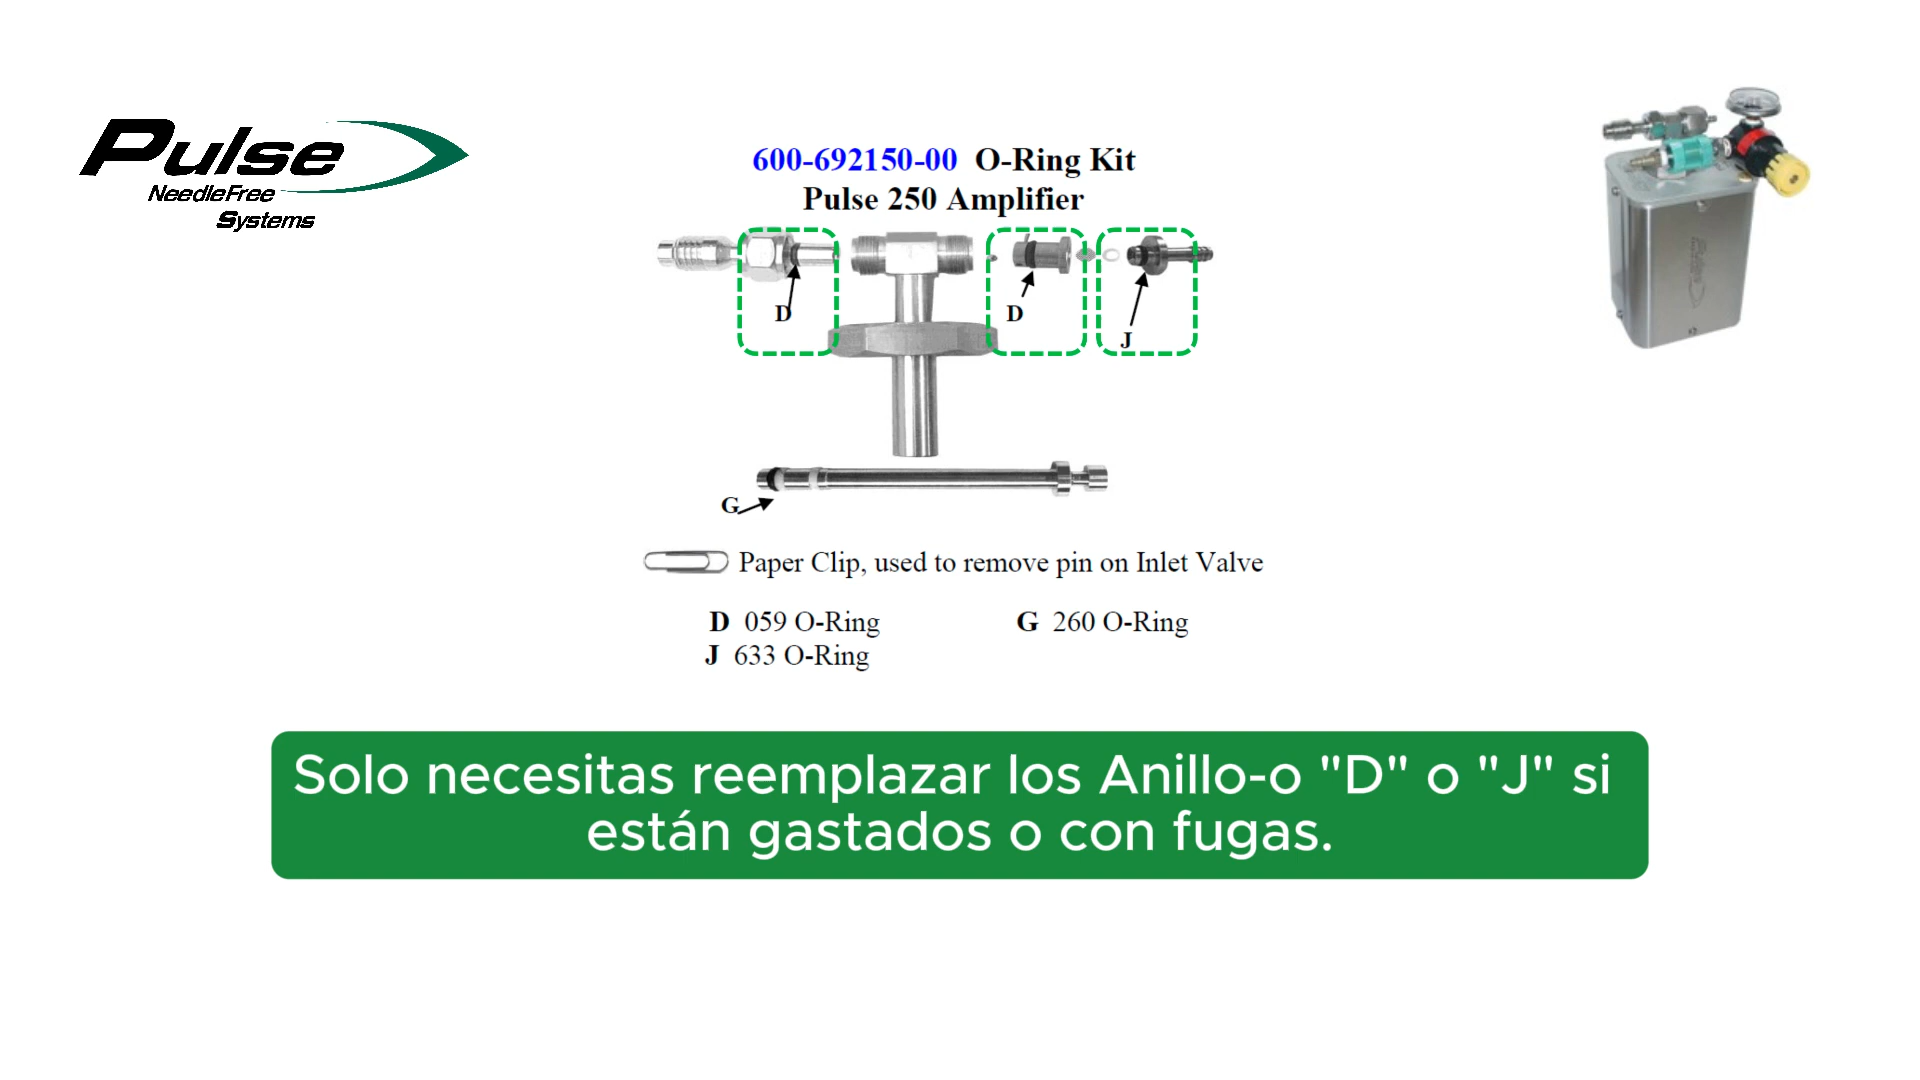 Pulse
NeedleFree
Systems
600-692150-00 O-Ring Kit
Pulse 250 Amplifier
D
D
J
G
Paper Clip, used to remove pin on Inlet Valve
D 059 O-Ring
G 260 O-Ring
J 633 O-Ring
Solo necesitas reemplazar los Anillo-o "D" o "J" si
están gastados o con fugas.